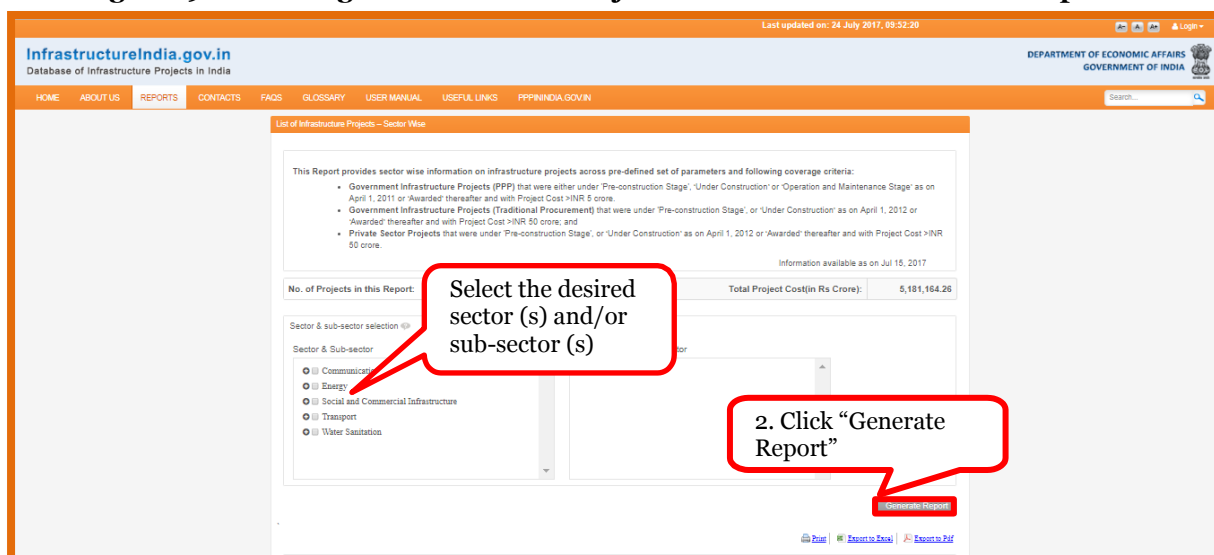 Last updated on: 24 July 2017, 09:52:20
A- A A+ Login
InfrastructureIndia.gov.in
Database of Infrastructure Projects in India
DEPARTMENT OF ECONOMIC AFFAIRS
GOVERNMENT OF INDIA
HOME ABOUT US REPORTS CONTACTS FAQS GLOSSARY USER MANUAL USEFUL LINKS PPPININDIA.GOV.IN Search...
List of Infrastructure Projects – Sector Wise
This Report provides sector wise information on infrastructure projects across pre-defined set of parameters and following coverage criteria:
• Government Infrastructure Projects (PPP) that were either under 'Pre-construction Stage', 'Under Construction' or 'Operation and Maintenance Stage' as on
April 1, 2011 or 'Awarded' thereafter and with Project Cost >INR 5 crore.
• Government Infrastructure Projects (Traditional Procurement) that were under 'Pre-construction Stage', or 'Under Construction' as on April 1, 2012 or
'Awarded' thereafter and with Project Cost >INR 50 crore; and
• Private Sector Projects that were under 'Pre-construction Stage', or 'Under Construction' as on April 1, 2012 or 'Awarded' thereafter and with Project Cost >INR
50 crore.
Information available as on Jul 15, 2017
No. of Projects in this Report:
Total Project Cost(in Rs Crore): 5,181,164.26
Select the desired
sector (s) and/or
sub-sector (s)
Sector & sub-sector selection
Sector & Sub-sector
Energy
Social and Commercial Infrastructure
Transport
Water Sanitation
2. Click “Generate
Report”
Generate Report
Print | Export to Excel | Export to Pdf